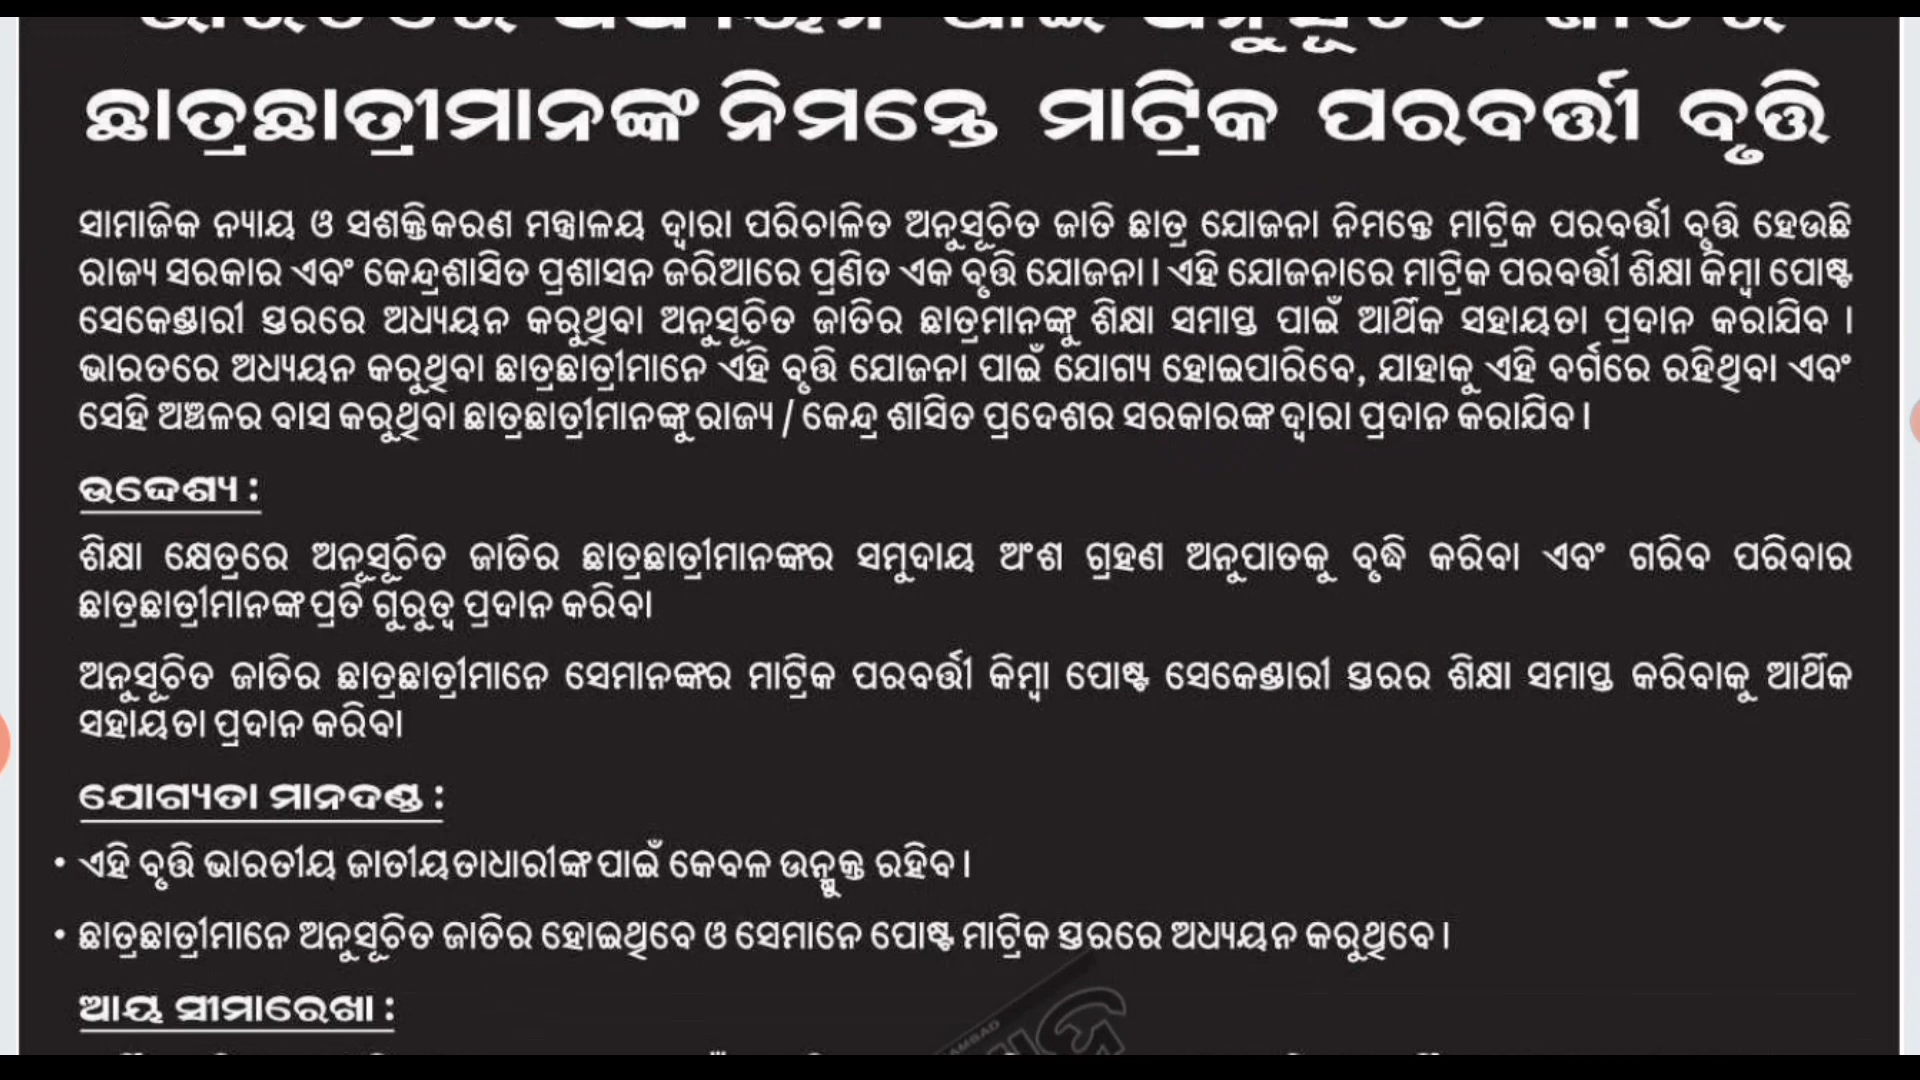 ଛାତ୍ରଛାତ୍ରୀମାନଙ୍କ ନିମନ୍ତେ ମାଟ୍ରିକ ପରବର୍ତ୍ତୀ ବୃତ୍ତି
ସାମାଜିକ ନ୍ୟାୟ ଓ ସଶକ୍ତିକରଣ ମନ୍ତ୍ରାଳୟ ଦ୍ୱାରା ପରିଚାଳିତ ଅନୁସୂଚିତ ଜାତି ଛାତ୍ର ଯୋଜନା ନିମନ୍ତେ ମାଟ୍ରିକ ପରବର୍ତ୍ତୀ ବୃତ୍ତି ହେଉଛି
ରାଜ୍ୟ ସରକାର ଏବଂ କେନ୍ଦ୍ରଶାସିତ ପ୍ରଶାସନ ଜରିଆରେ ପ୍ରଣିତ ଏକ ବୃତ୍ତି ଯୋଜନା । ଏହି ଯୋଜନାରେ ମାଟ୍ରିକ ପରବର୍ତ୍ତୀ ଶିକ୍ଷା କିମ୍ବା ପୋଷ୍ଟ
ସେକେଣ୍ଡାରୀ ସ୍ତରରେ ଅଧ୍ୟୟନ କରୁଥିବା ଅନୁସୂଚିତ ଜାତିର ଛାତ୍ରମାନଙ୍କୁ ଶିକ୍ଷା ସମାପ୍ତ ପାଇଁ ଆର୍ଥିକ ସହାୟତା ପ୍ରଦାନ କରାଯିବ ।
ଭାରତରେ ଅଧ୍ୟୟନ କରୁଥିବା ଛାତ୍ରଛାତ୍ରୀମାନେ ଏହି ବୃତ୍ତି ଯୋଜନା ପାଇଁ ଯୋଗ୍ୟ ହୋଇପାରିବେ, ଯାହାକୁ ଏହି ବର୍ଗରେ ରହିଥିବା ଏବଂ
ସେହି ଅଞ୍ଚଳର ବାସ କରୁଥିବା ଛାତ୍ରଛାତ୍ରୀମାନଙ୍କୁ ରାଜ୍ୟ / କେନ୍ଦ୍ର ଶାସିତ ପ୍ରଦେଶର ସରକାରଙ୍କ ଦ୍ୱାରା ପ୍ରଦାନ କରାଯିବ ।
ଉଦ୍ଦେଶ୍ୟ :
ଶିକ୍ଷା କ୍ଷେତ୍ରରେ ଅନୁସୂଚିତ ଜାତିର ଛାତ୍ରଛାତ୍ରୀମାନଙ୍କର ସମୁଦାୟ ଅଂଶ ଗ୍ରହଣ ଅନୁପାତକୁ ବୃଦ୍ଧି କରିବା ଏବଂ ଗରିବ ପରିବାର
ଛାତ୍ରଛାତ୍ରୀମାନଙ୍କ ପ୍ରତି ଗୁରୁତ୍ୱ ପ୍ରଦାନ କରିବା
ଅନୁସୂଚିତ ଜାତିର ଛାତ୍ରଛାତ୍ରୀମାନେ ସେମାନଙ୍କର ମାଟ୍ରିକ ପରବର୍ତ୍ତୀ କିମ୍ବା ପୋଷ୍ଟ ସେକେଣ୍ଡାରୀ ସ୍ତରର ଶିକ୍ଷା ସମାପ୍ତ କରିବାକୁ ଆର୍ଥିକ
ସହାୟତା ପ୍ରଦାନ କରିବା
ଯୋଗ୍ୟତା ମାନଦଣ୍ଡ :
• ଏହି ବୃତ୍ତି ଭାରତୀୟ ଜାତୀୟତାଧାରୀଙ୍କ ପାଇଁ କେବଳ ଉନ୍ମୁକ୍ତ ରହିବ ।
• ଛାତ୍ରଛାତ୍ରୀମାନେ ଅନୁସୂଚିତ ଜାତିର ହୋଇଥିବେ ଓ ସେମାନେ ପୋଷ୍ଟ ମାଟ୍ରିକ ସ୍ତରରେ ଅଧ୍ୟୟନ କରୁଥିବେ ।
ଆୟ ସୀମାରେଖା :